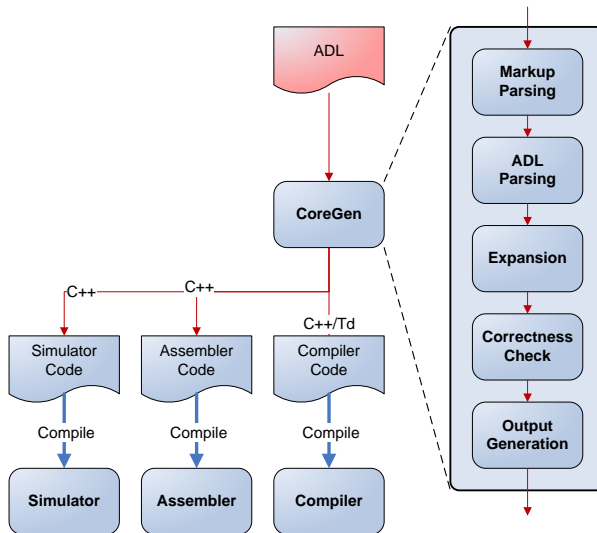 ADL
CoreGen
C++
C++
C++/Td
Simulator
Code
Assembler
Code
Compiler
Code
Compile
Compile
Compile
Simulator
Assembler
Compiler
Markup
Parsing
ADL
Parsing
Expansion
Correctness
Check
Output
Generation